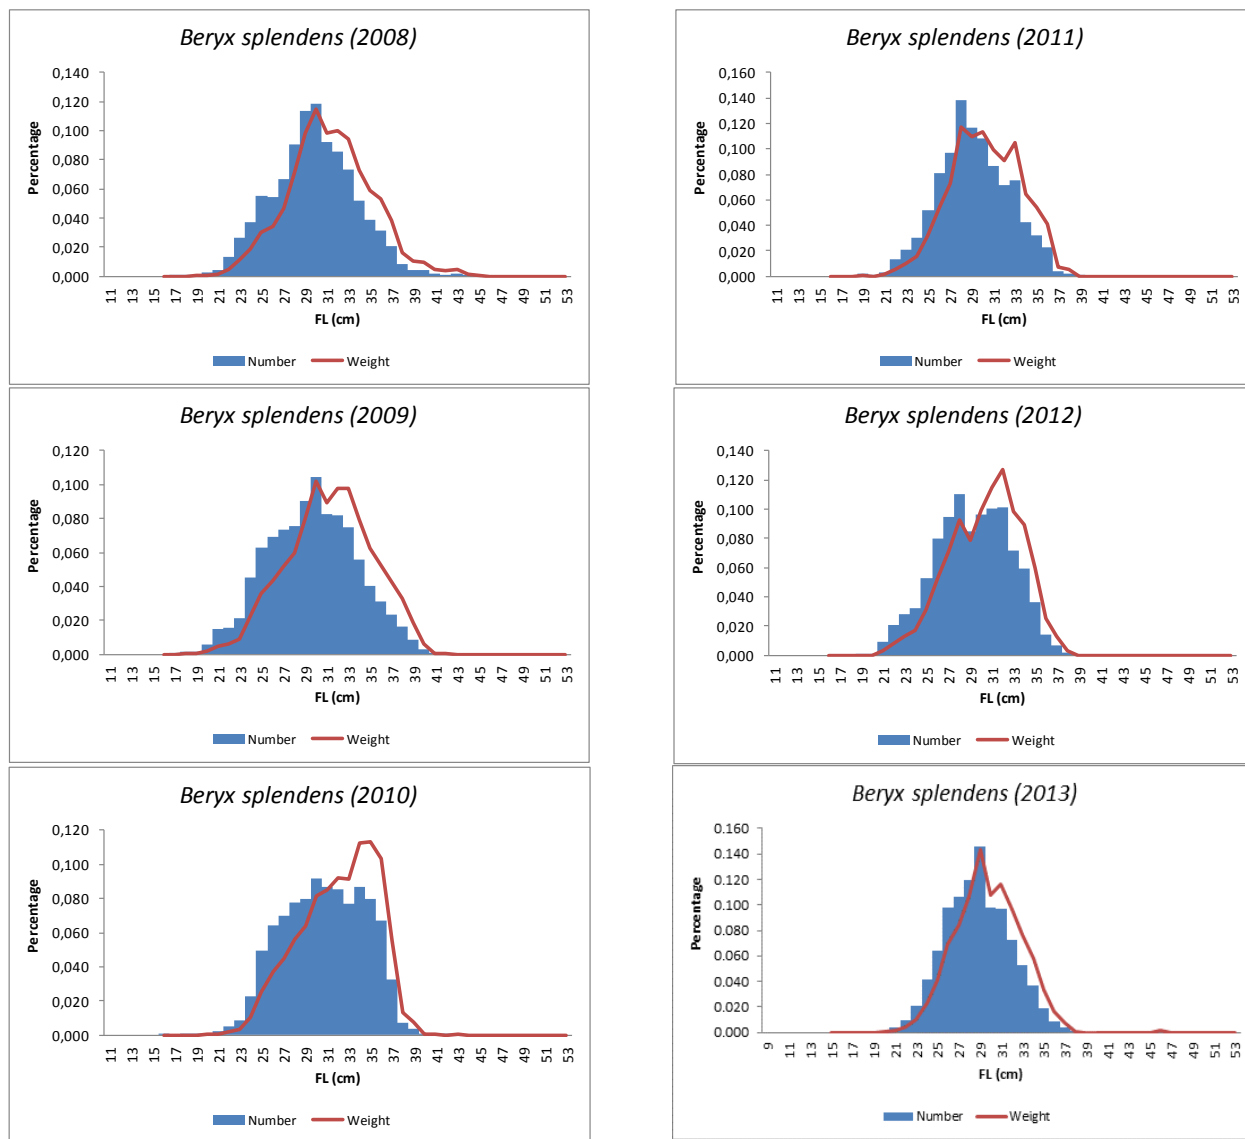 Beryx splendens (2008)
0,140
0,120
0,100
0,080
0,060
0,040
0,020
0,000
Percentage
11 13 15 17 19 21 23 25 27 29 31 33 35 37 39 41 43 45 47 49 51 53
FL (cm)
Number Weight
Beryx splendens (2011)
0,160
0,140
0,120
0,100
0,080
0,060
0,040
0,020
0,000
Percentage
11 13 15 17 19 21 23 25 27 29 31 33 35 37 39 41 43 45 47 49 51 53
FL (cm)
Number Weight
Beryx splendens (2009)
0,120
0,100
0,080
0,060
0,040
0,020
0,000
Percentage
11 13 15 17 19 21 23 25 27 29 31 33 35 37 39 41 43 45 47 49 51 53
FL (cm)
Number Weight
Beryx splendens (2012)
0,140
0,120
0,100
0,080
0,060
0,040
0,020
0,000
Percentage
11 13 15 17 19 21 23 25 27 29 31 33 35 37 39 41 43 45 47 49 51 53
FL (cm)
Number Weight
Beryx splendens (2010)
0,120
0,100
0,080
0,060
0,040
0,020
0,000
Percentage
11 13 15 17 19 21 23 25 27 29 31 33 35 37 39 41 43 45 47 49 51 53
FL (cm)
Number Weight
Beryx splendens (2013)
0.160
0.140
0.120
0.100
0.080
0.060
0.040
0.020
0.000
Percentage
9 11 13 15 17 19 21 23 25 27 29 31 33 35 37 39 41 43 45 47 49 51 53
FL (cm)
Number Weight